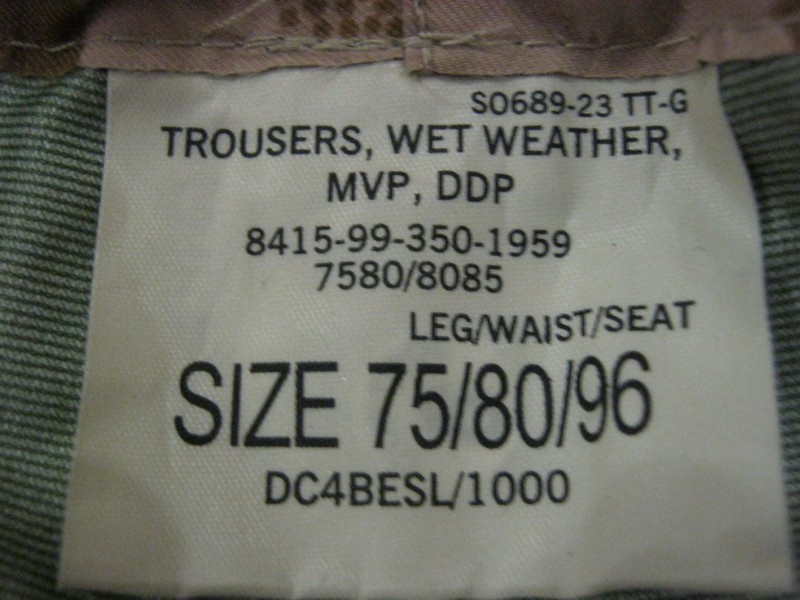 SO689-23 TT-G
TROUSERS, WET WEATHER,
MVP, DDP
8415-99-350-1959
7580/8085
LEG/WAIST/SEAT
SIZE 75/80/96
DC4BESL/1000